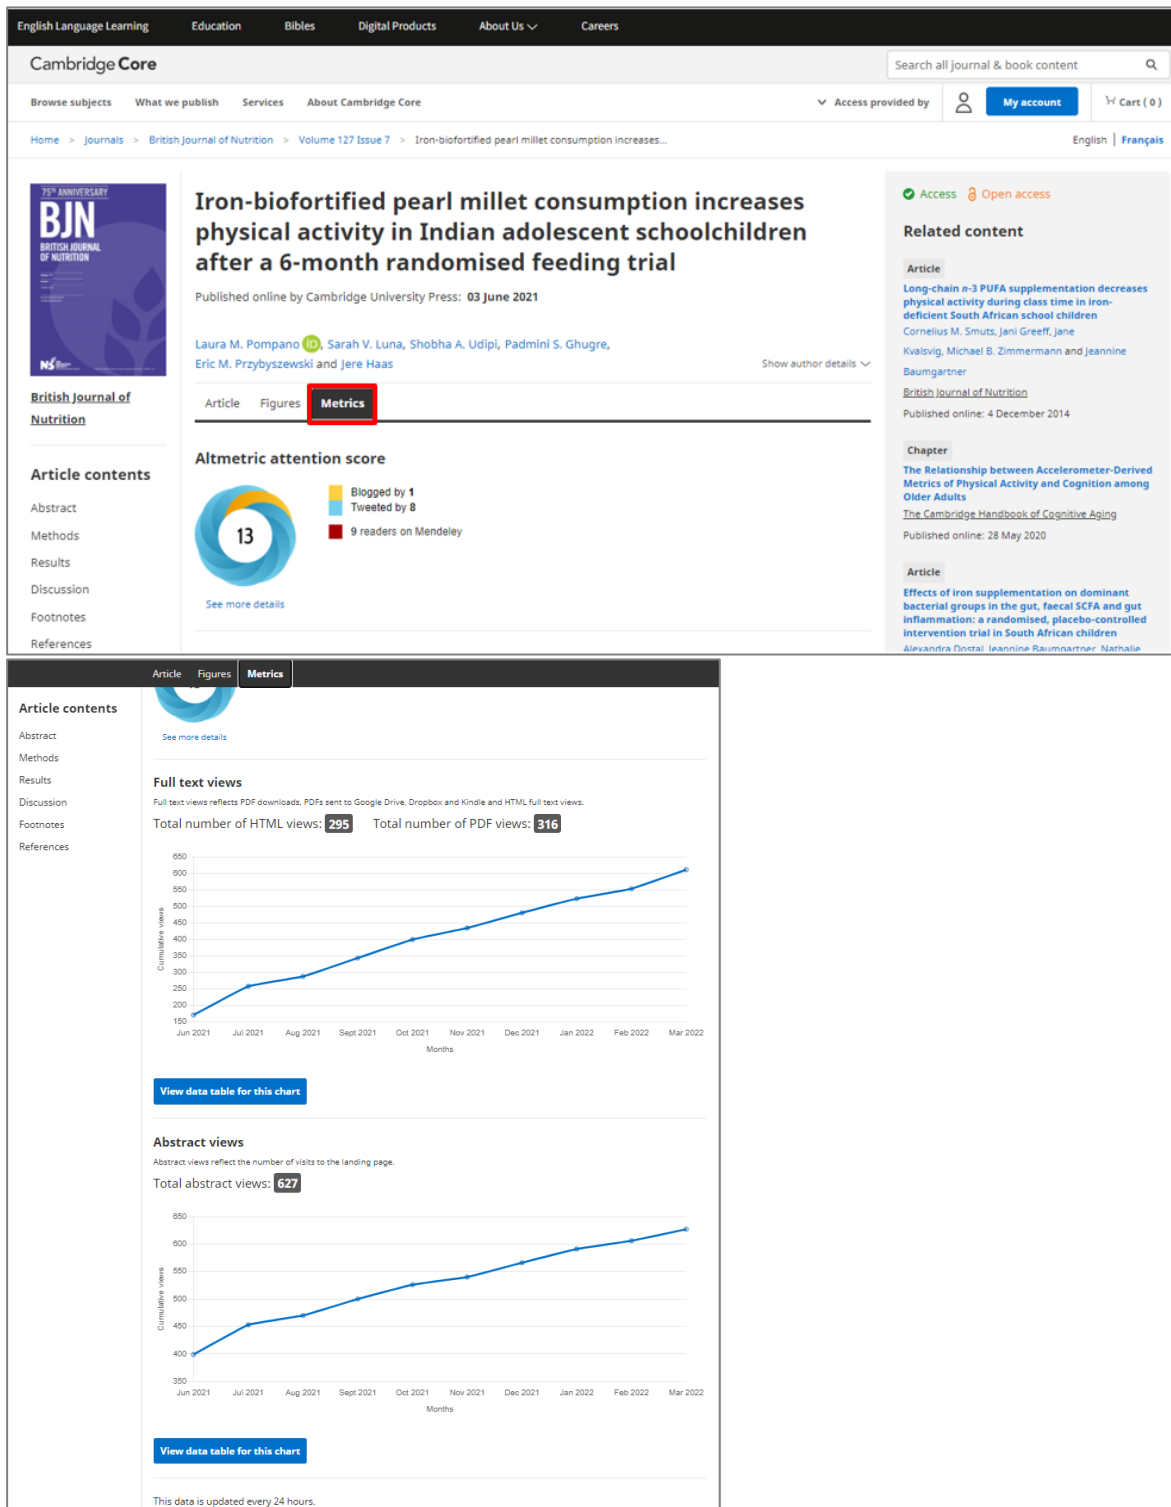 English Language Learning Education Bibles Digital Products About Us Careers
Cambridge Core
Search all journal & book content
Browse subjects What we publish Services About Cambridge Core
Access provided by
My account
Cart ( 0 )
Home > Journals > British Journal of Nutrition > Volume 127 Issue 7 > Iron-biofortified pearl millet consumption increases...
English | Français
75TH ANNIVERSARY
BJN
BRITISH JOURNAL
OF NUTRITION
British Journal of
Nutrition
Article contents
Abstract
Methods
Results
Discussion
Footnotes
References
Iron-biofortified pearl millet consumption increases
physical activity in Indian adolescent schoolchildren
after a 6-month randomised feeding trial
Published online by Cambridge University Press: 03 June 2021
Laura M. Pompano iD, Sarah V. Luna, Shobha A. Udipi, Padmini S. Ghugre,
Eric M. Przybyszewski and Jere Haas
Show author details
Article Figures Metrics
Altmetric attention score
13
Blogged by 1
Tweeted by 8
9 readers on Mendeley
See more details
Access Open access
Related content
Article
Long-chain n-3 PUFA supplementation decreases
physical activity during class time in iron-
deficient South African school children
Cornelius M. Smuts, Jani Greeff, Jane
Kvalsvig, Michael B. Zimmermann and Jeannine
Baumgartner
British Journal of Nutrition
Published online: 4 December 2014
Chapter
The Relationship between Accelerometer-Derived
Metrics of Physical Activity and Cognition among
Older Adults
The Cambridge Handbook of Cognitive Aging
Published online: 28 May 2020
Article
Effects of iron supplementation on dominant
bacterial groups in the gut, faecal SCFA and gut
inflammation: a randomised, placebo-controlled
intervention trial in South African children
Alexandra Dostal, Jeannine Baumgartner, Nathalie
Article Figures Metrics
Article contents
Abstract
Methods
Results
Discussion
Footnotes
References
See more details
Full text views
Full text views reflects PDF downloads, PDFs sent to Google Drive, Dropbox and Kindle and HTML full text views.
Total number of HTML views: 295 Total number of PDF views: 316
650
600
550
500
450
400
350
300
250
200
150
Cumulative views
Jun 2021 Jul 2021 Aug 2021 Sept 2021 Oct 2021 Nov 2021 Dec 2021 Jan 2022 Feb 2022 Mar 2022
Months
View data table for this chart
Abstract views
Abstract views reflect the number of visits to the landing page.
Total abstract views: 627
650
600
550
500
450
400
350
Cumulative views
Jun 2021 Jul 2021 Aug 2021 Sept 2021 Oct 2021 Nov 2021 Dec 2021 Jan 2022 Feb 2022 Mar 2022
Months
View data table for this chart
This data is updated every 24 hours.